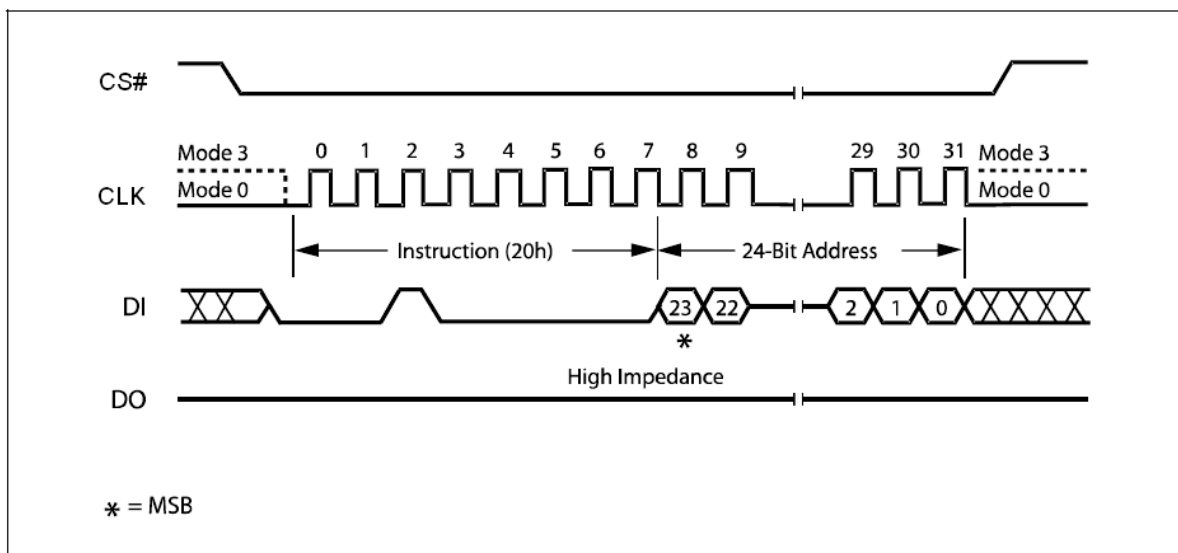 CS#
Mode 3 0 1 2 3 4 5 6 7 8 9 29 30 31 Mode 3
CLK Mode 0 Mode 0
Instruction (20h) 24-Bit Address
DI 23 22 2 1 0
*
High Impedance
DO
* = MSB